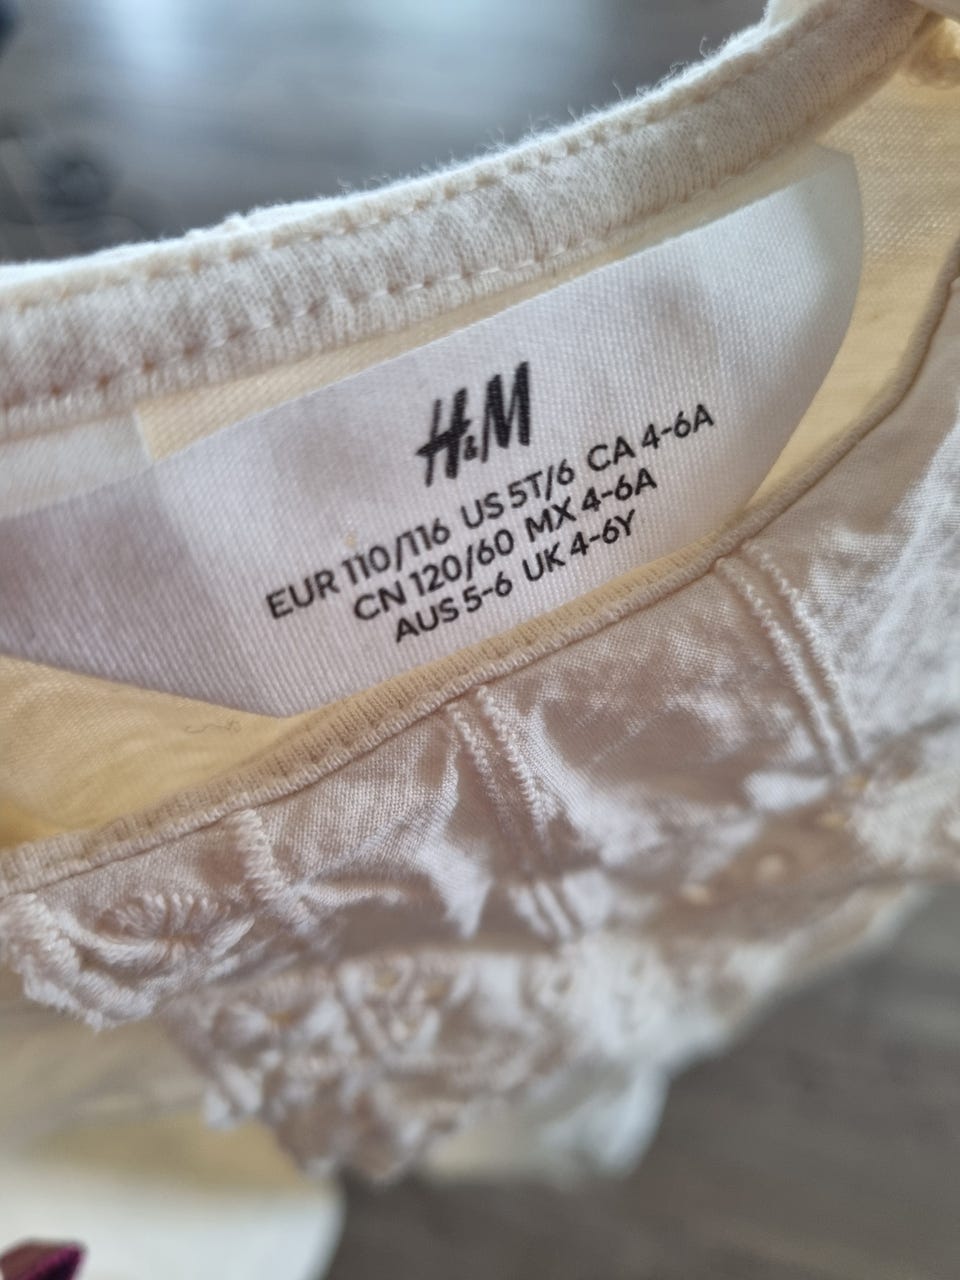 H&M
EUR 110/116 US 5T/6 CA 4-6A
CN 120/60 MX 4-6A
AUS 5-6 UK 4-6Y